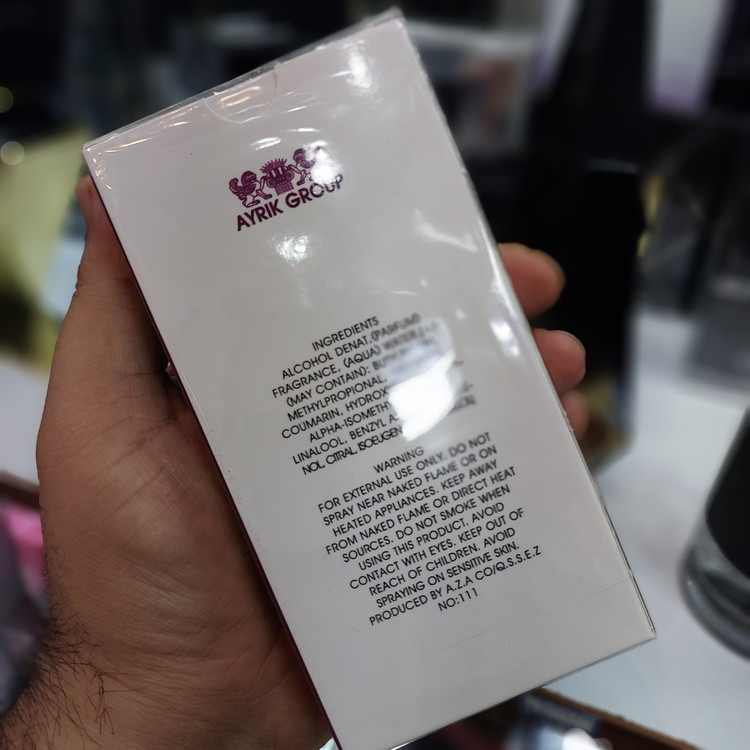 AYRIK GROUP
INGREDIENTS
ALCOHOL DENAT, (PARFUM)
FRAGRANCE, (AQUA) WATER,
(MAY CONTAIN):
METHYLPROPIONAL,
COUMARIN,
LINALOOL, BENZYL
NOL, CITRAL,
WARNING
FOR EXTERNAL USE ONLY. DO NOT
SPRAY NEAR NAKED FLAME OR ON
HEATED APPLIANCES. KEEP AWAY
FROM NAKED FLAME OR DIRECT HEAT
SOURCES. DO NOT SMOKE WHEN
USING THIS PRODUCT. AVOID
CONTACT WITH EYES. KEEP OUT OF
REACH OF CHILDREN. AVOID
SPRAYING ON SENSITIVE SKIN.
PRODUCED BY A.Z.A CO/Q.S.S.E.Z
NO:111